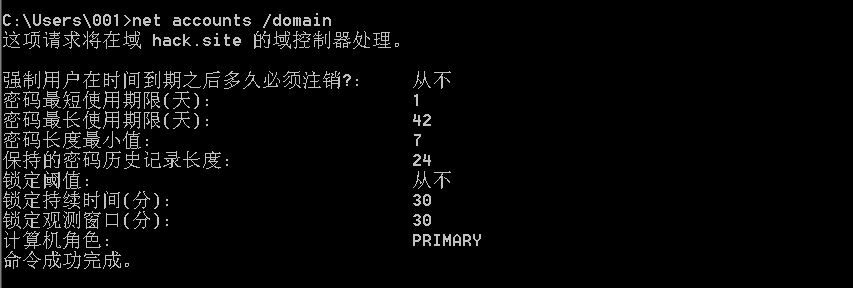 C:\Users\001>net accounts /domain
这项请求将在域 hack.site 的域控制器处理。
强制用户在时间到期之后多久必须注销?: 从不
密码最短使用期限(天): 1
密码最长使用期限(天): 42
密码长度最小值: 7
保持的密码历史记录长度: 24
锁定阈值: 从不
锁定持续时间(分): 30
锁定观测窗口(分): 30
计算机角色: PRIMARY
命令成功完成。